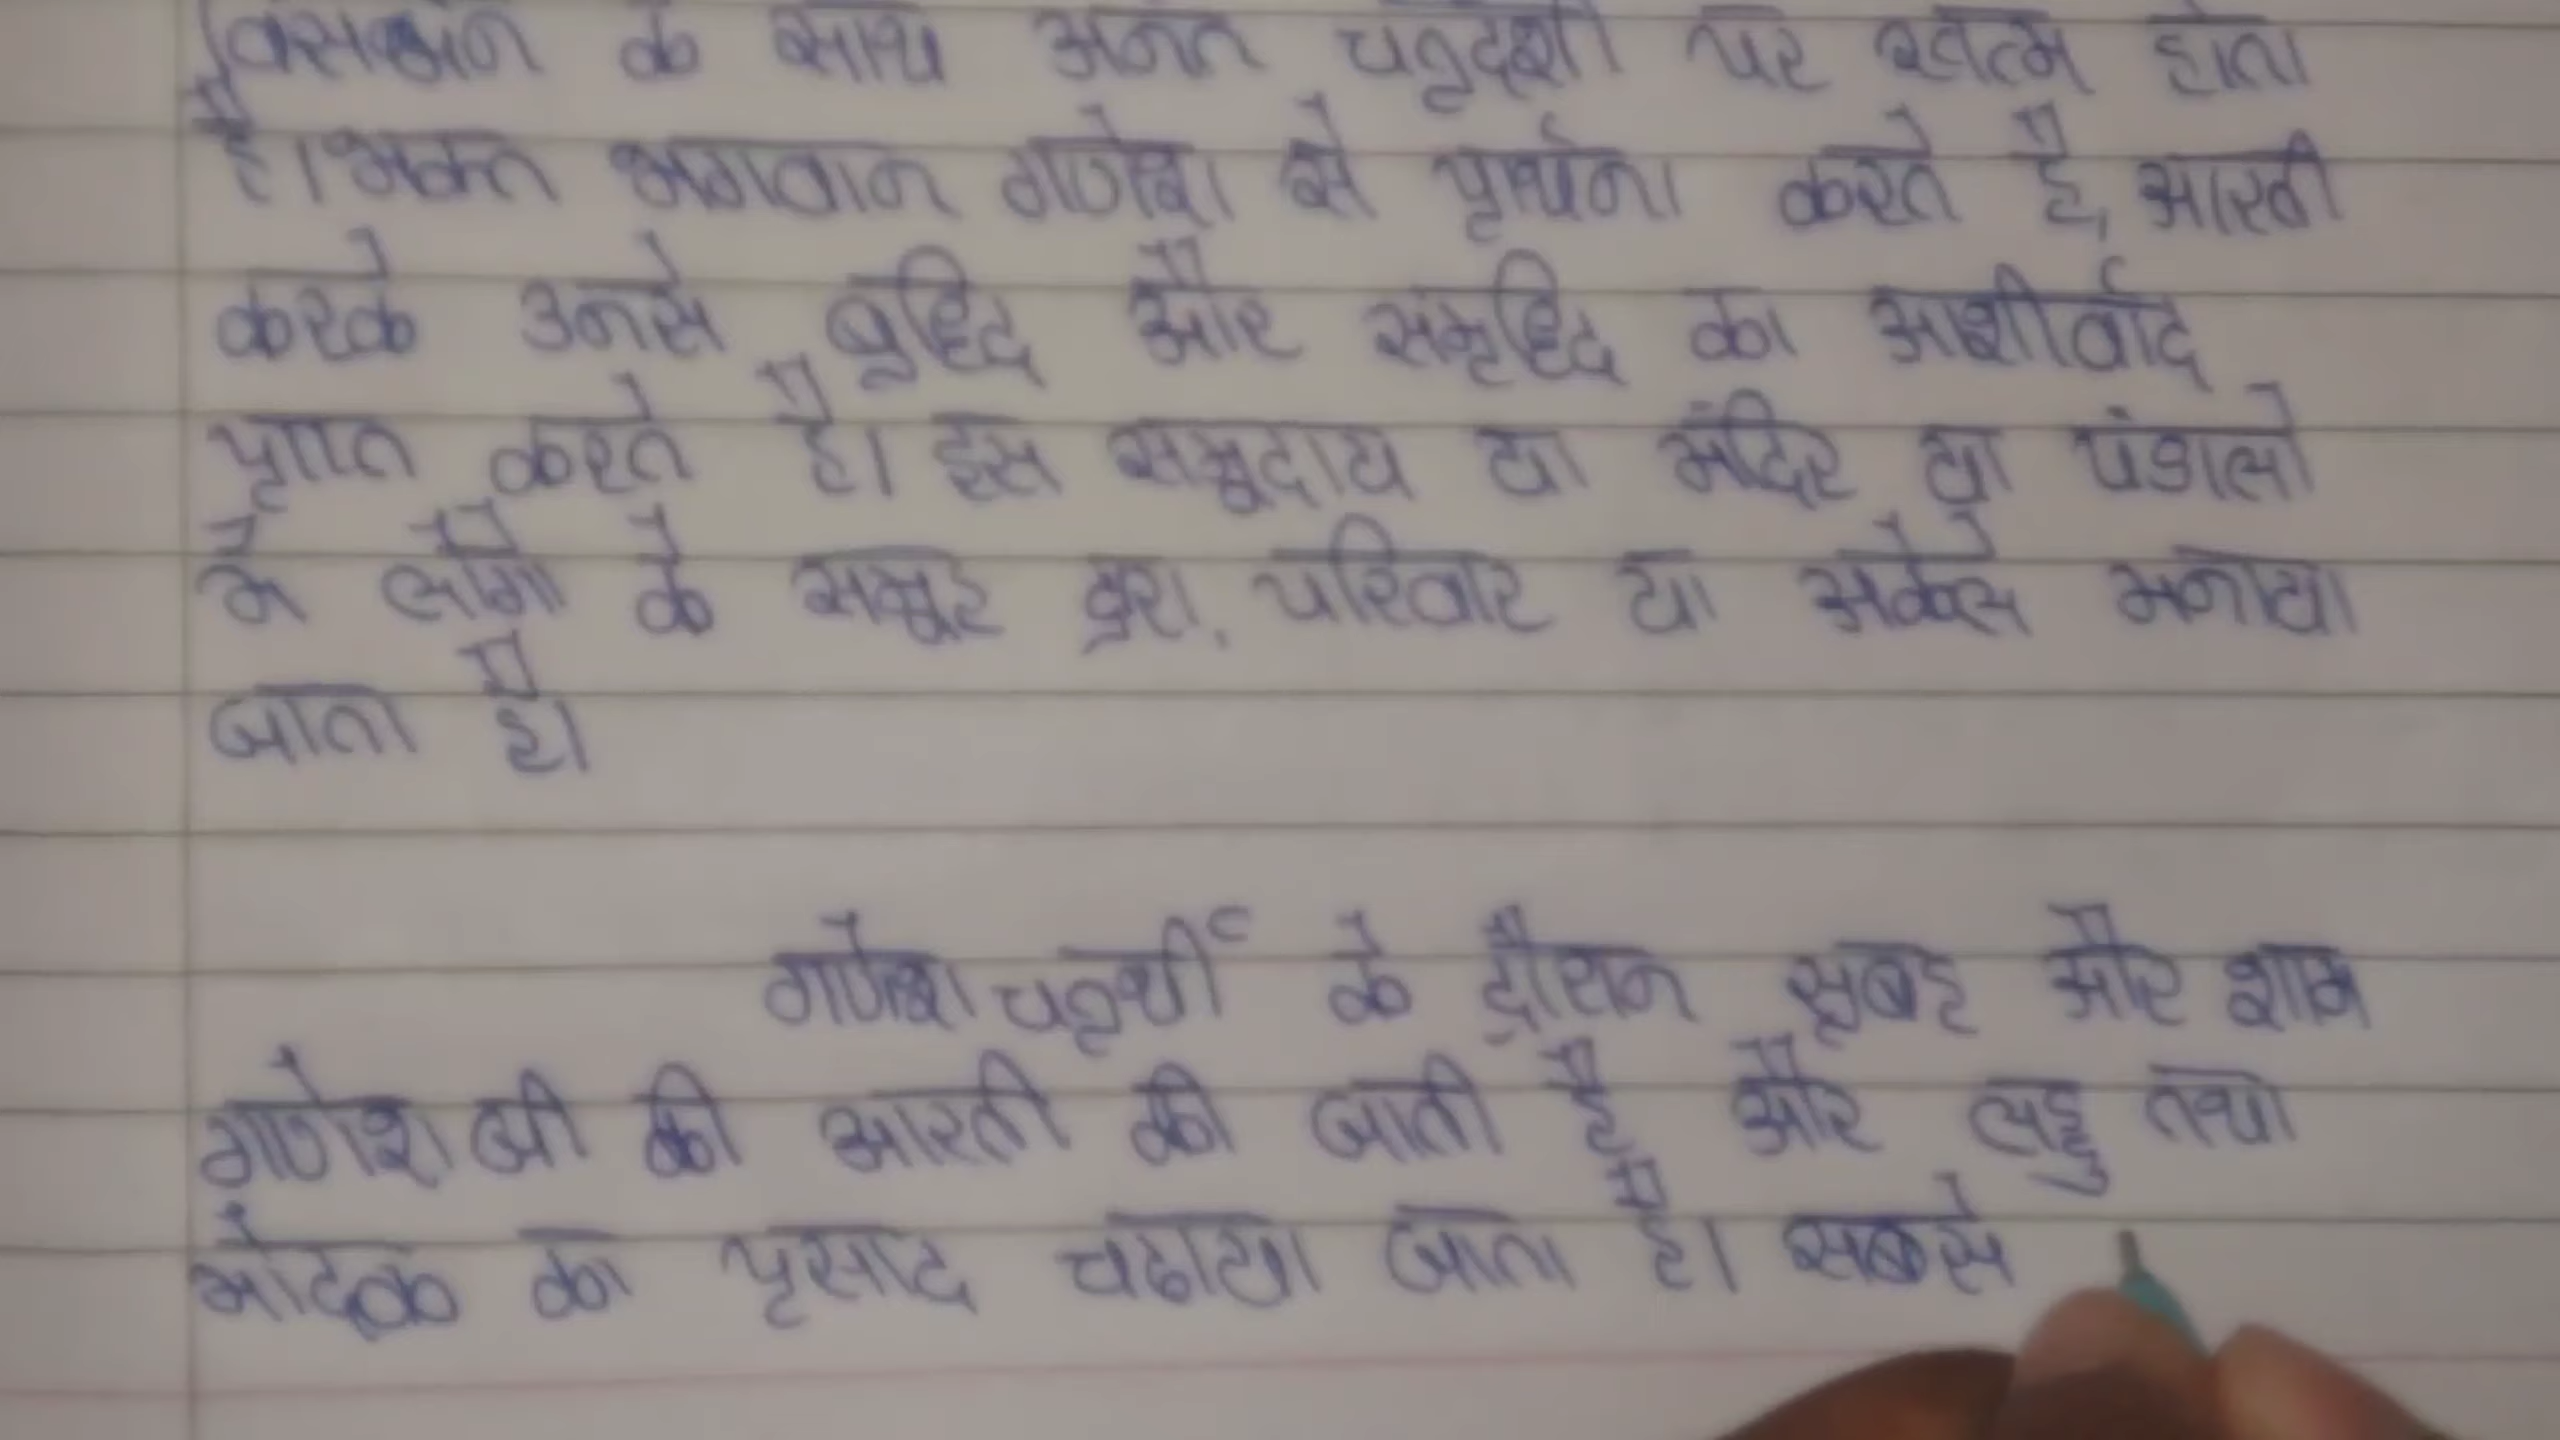 विसर्जन के साथ अनंत चतुदर्शी पर खत्म होता
है। भक्त भगवान गणेश से प्रार्थना करते है, आरती
करके उनसे बुद्धि और समृद्धि का आशीर्वाद
प्राप्त करते है। इस समुदाय या मंदिर या पंडालो
मे लोगों के समूह द्वारा, परिवार या अकेले मनाया
जाता है।
गणेश चतुर्थी के दौरान सुबह और शाम
गणेश जी की आरती की जाती है और लड्डु तथा
मोदक का प्रसाद चढाया जाता है। सबसे